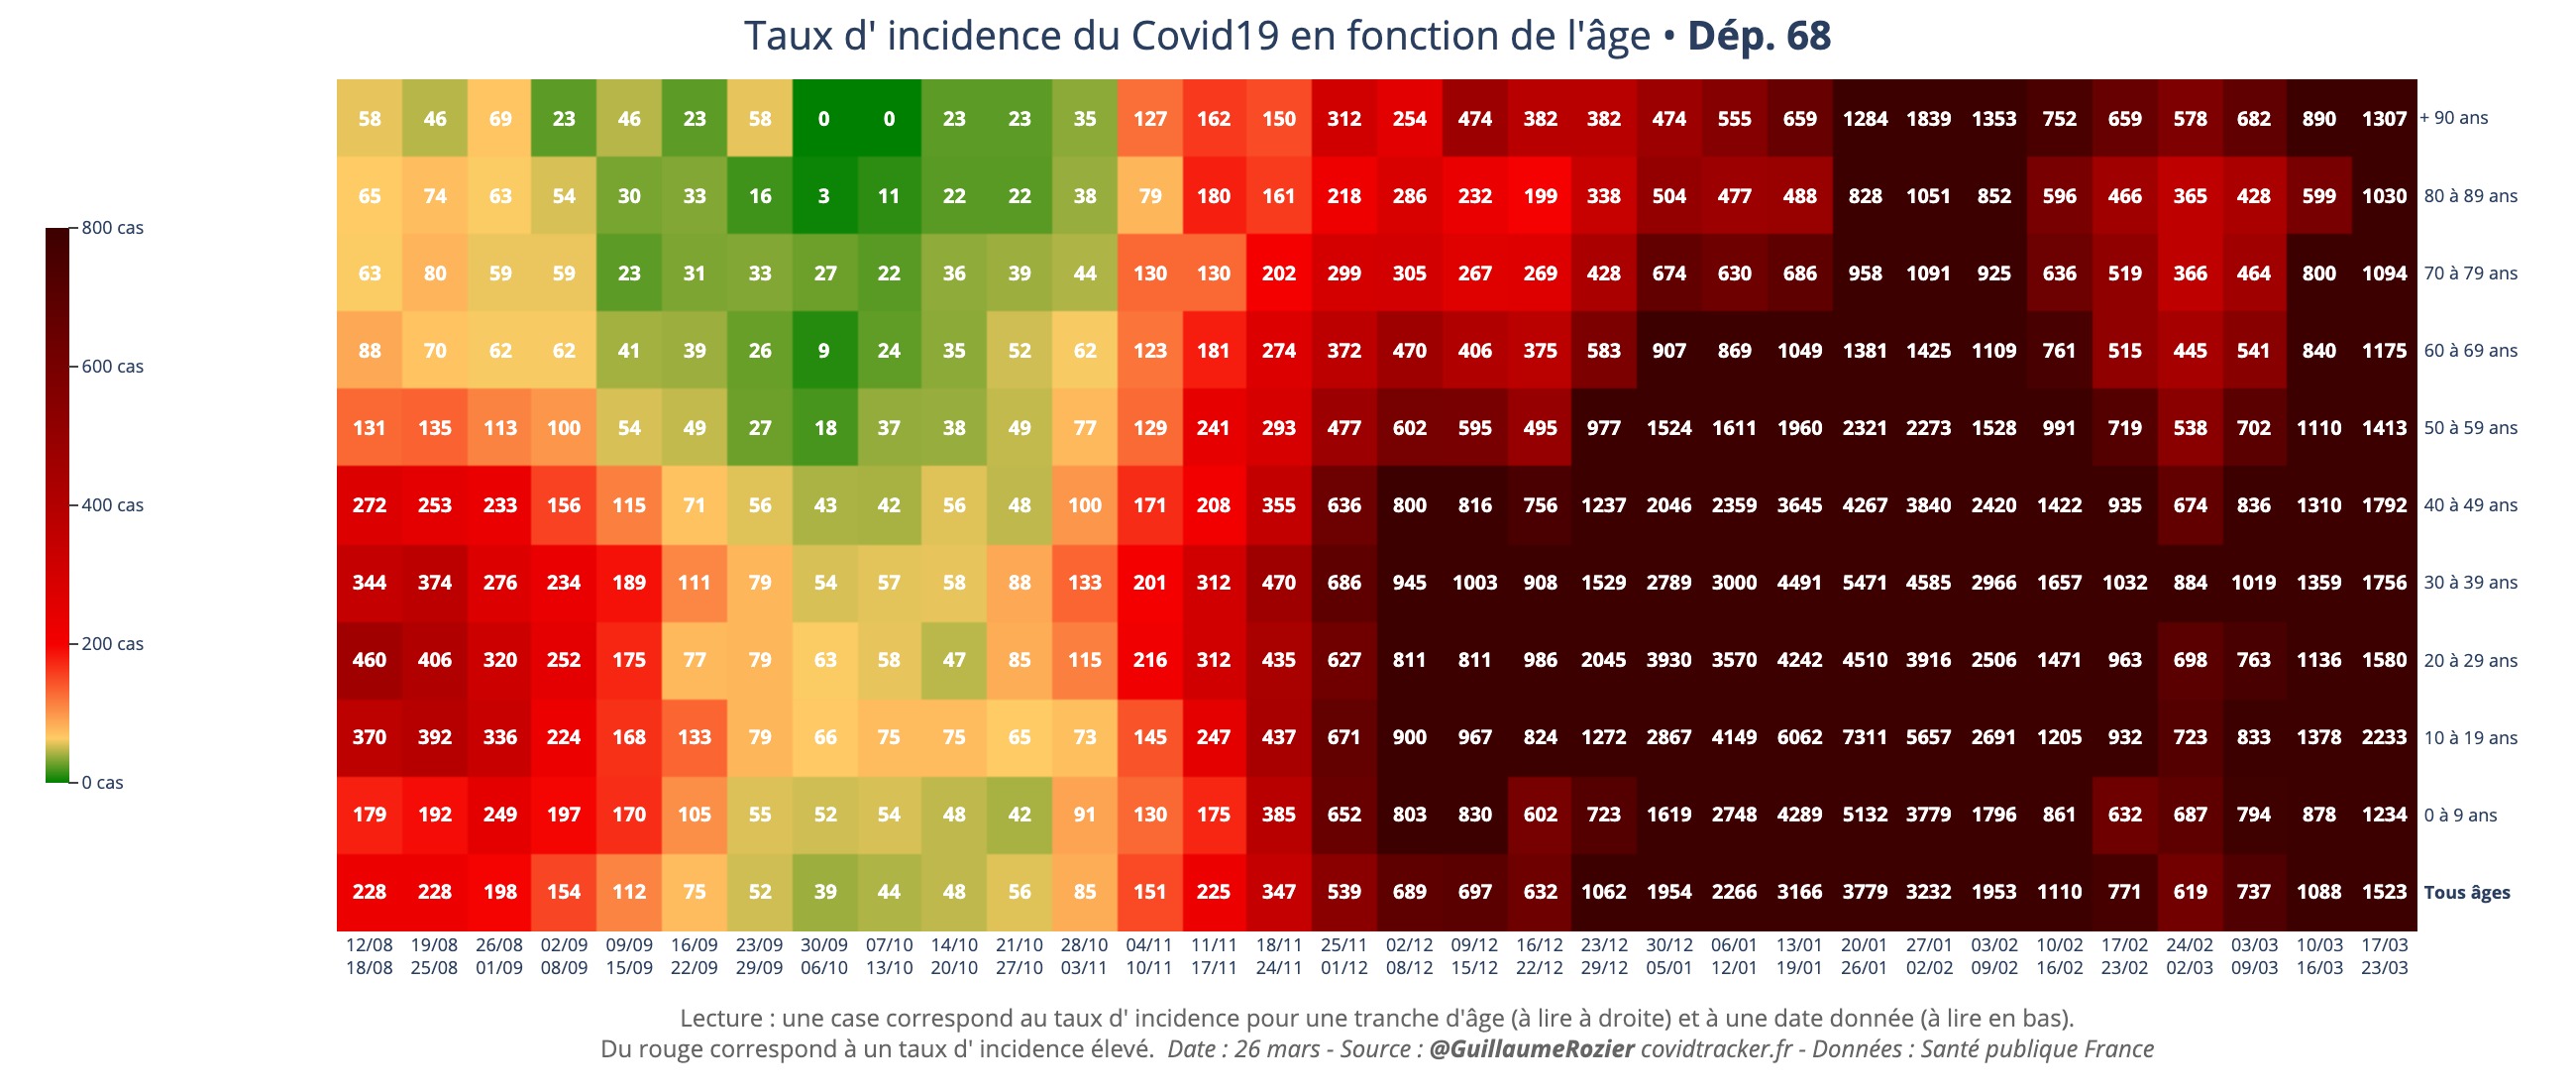 Taux d' incidence du Covid19 en fonction de l'âge • Dép. 68
800 cas
600 cas
400 cas
200 cas
0 cas
58 46 69 23 46 23 58 0 0 23 23 35 127 162 150 312 254 474 382 382 474 555 659 1284 1839 1353 752 659 578 682 890 1307 + 90 ans
65 74 63 54 30 33 16 3 11 22 22 38 79 180 161 218 286 232 199 338 504 477 488 828 1051 852 596 466 365 428 599 1030 80 à 89 ans
63 80 59 59 23 31 33 27 22 36 39 44 130 130 202 299 305 267 269 428 674 630 686 958 1091 925 636 519 366 464 800 1094 70 à 79 ans
88 70 62 62 41 39 26 9 24 35 52 62 123 181 274 372 470 406 375 583 907 869 1049 1381 1425 1109 761 515 445 541 840 1175 60 à 69 ans
131 135 113 100 54 49 27 18 37 38 49 77 129 241 293 477 602 595 495 977 1524 1611 1960 2321 2273 1528 991 719 538 702 1110 1413 50 à 59 ans
272 253 233 156 115 71 56 43 42 56 48 100 171 208 355 636 800 816 756 1237 2046 2359 3645 4267 3840 2420 1422 935 674 836 1310 1792 40 à 49 ans
344 374 276 234 189 111 79 54 57 58 88 133 201 312 470 686 945 1003 908 1529 2789 3000 4491 5471 4585 2966 1657 1032 884 1019 1359 1756 30 à 39 ans
460 406 320 252 175 77 79 63 58 47 85 115 216 312 435 627 811 811 986 2045 3930 3570 4242 4510 3916 2506 1471 963 698 763 1136 1580 20 à 29 ans
370 392 336 224 168 133 79 66 75 75 65 73 145 247 437 671 900 967 824 1272 2867 4149 6062 7311 5657 2691 1205 932 723 833 1378 2233 10 à 19 ans
179 192 249 197 170 105 55 52 54 48 42 91 130 175 385 652 803 830 602 723 1619 2748 4289 5132 3779 1796 861 632 687 794 878 1234 0 à 9 ans
228 228 198 154 112 75 52 39 44 48 56 85 151 225 347 539 689 697 632 1062 1954 2266 3166 3779 3232 1953 1110 771 619 737 1088 1523 Tous âges
12/08 19/08 26/08 02/09 09/09 16/09 23/09 30/09 07/10 14/10 21/10 28/10 04/11 11/11 18/11 25/11 02/12 09/12 16/12 23/12 30/12 06/01 13/01 20/01 27/01 03/02 10/02 17/02 24/02 03/03 10/03 17/03
18/08 25/08 01/09 08/09 15/09 22/09 29/09 06/10 13/10 20/10 27/10 03/11 10/11 17/11 24/11 01/12 08/12 15/12 22/12 29/12 05/01 12/01 19/01 26/01 02/02 09/02 16/02 23/02 02/03 09/03 16/03 23/03
Lecture : une case correspond au taux d' incidence pour une tranche d'âge (à lire à droite) et à une date donnée (à lire en bas).
Du rouge correspond à un taux d' incidence élevé. Date : 26 mars - Source : @GuillaumeRozier covidtracker.fr - Données : Santé publique France